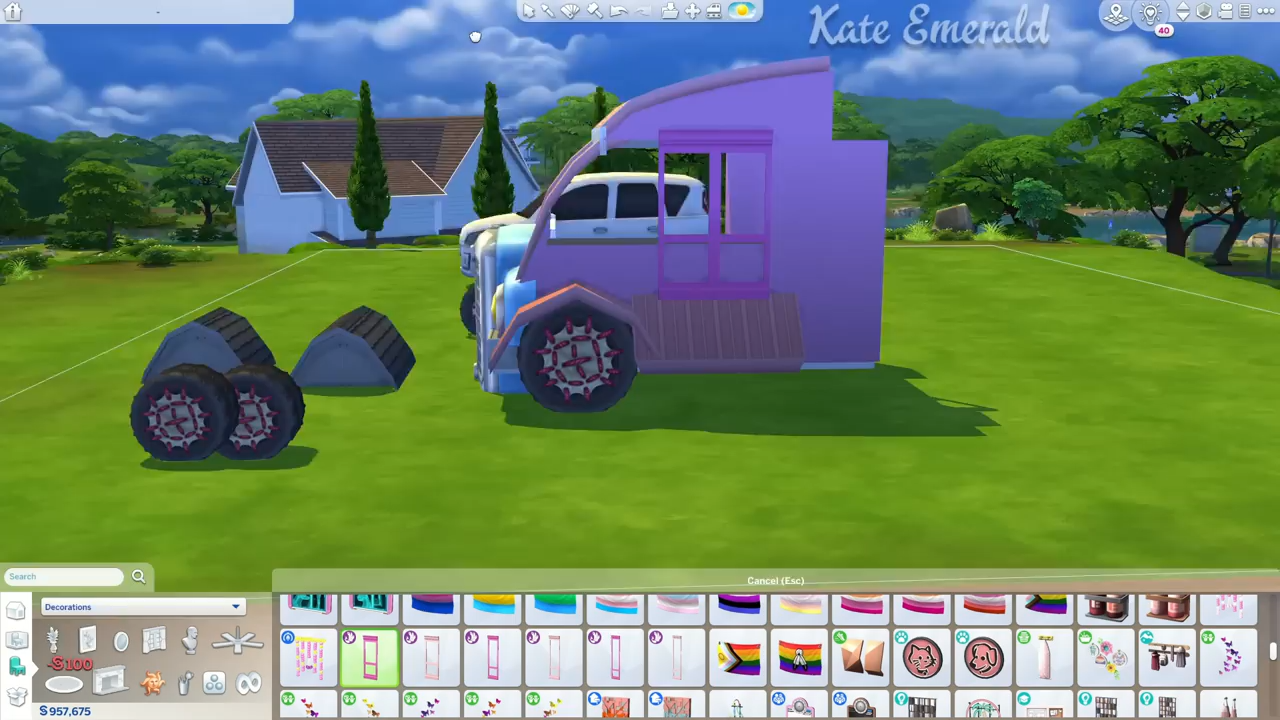 Kate Emerald
40
Cancel (Esc)
Search
Decorations
-§100
§957,675